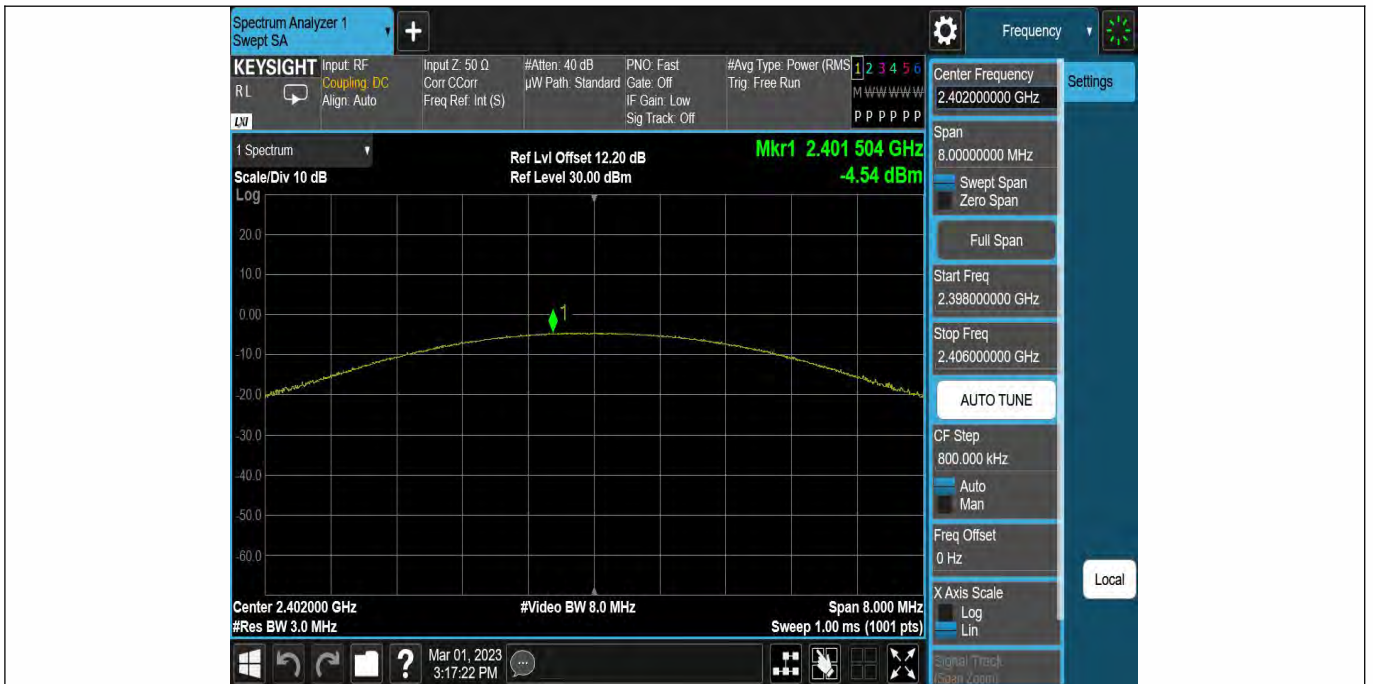 Spectrum Analyzer 1
Swept SA
+
Frequency
KEYSIGHT
RL
LXI
Input: RF
Coupling: DC
Align: Auto
Input Z: 50 Ω
Corr CCorr
Freq Ref: Int (S)
#Atten: 40 dB
µW Path: Standard
PNO: Fast
Gate: Off
IF Gain: Low
Sig Track: Off
#Avg Type: Power (RMS
Trig: Free Run
1 2 3 4 5 6
M W W W W W
P P P P P P
1 Spectrum
Scale/Div 10 dB
Ref Lvl Offset 12.20 dB
Ref Level 30.00 dBm
Mkr1 2.401 504 GHz
-4.54 dBm
Log
20.0
10.0
0.00
-10.0
-20.0
-30.0
-40.0
-50.0
-60.0
1
Center 2.402000 GHz
#Res BW 3.0 MHz
#Video BW 8.0 MHz
Span 8.000 MHz
Sweep 1.00 ms (1001 pts)
Center Frequency
2.402000000 GHz
Settings
Span
8.00000000 MHz
Swept Span
Zero Span
Full Span
Start Freq
2.398000000 GHz
Stop Freq
2.406000000 GHz
AUTO TUNE
CF Step
800.000 kHz
Auto
Man
Freq Offset
0 Hz
X Axis Scale
Log
Lin
Signal Track
(Span Zoom)
Local
?
Mar 01, 2023
3:17:22 PM